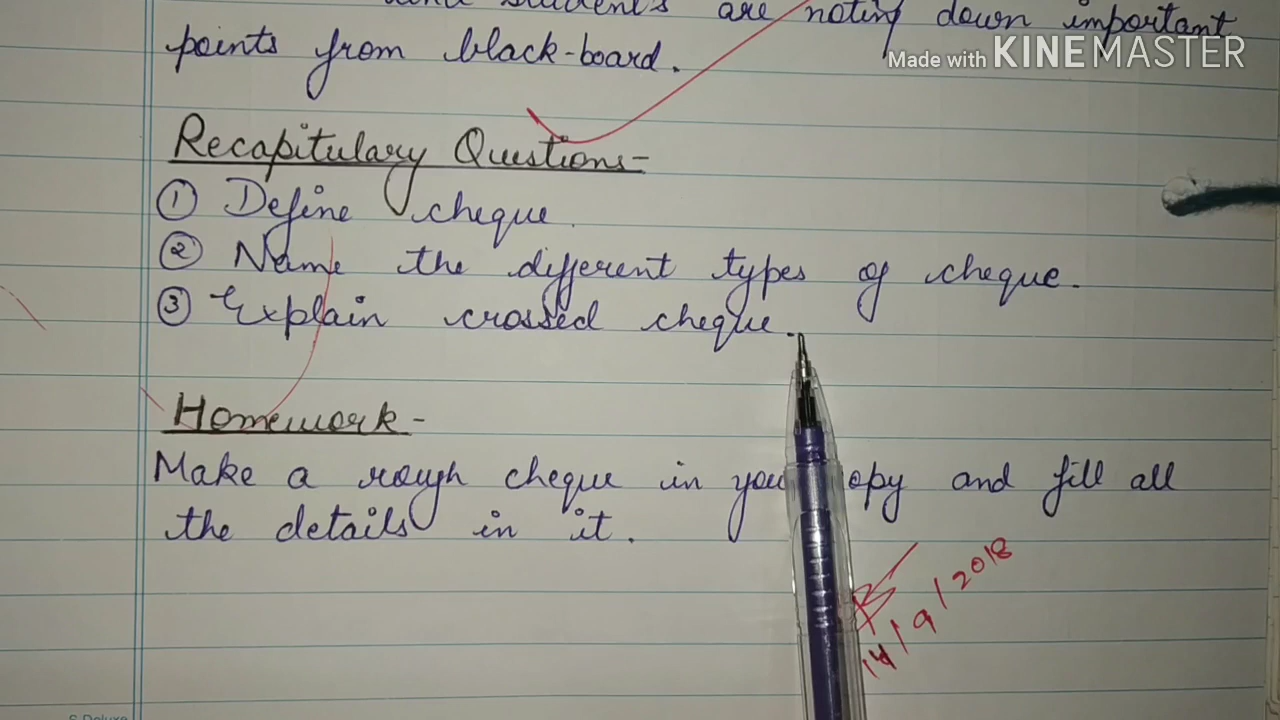 and students are noting down important
points from black-board.
Made with KINEMASTER
Recapitulary Questions-
① Define cheque.
② Name the different types of cheque.
③ Explain crossed cheque.
Homework-
Make a rough cheque in your copy and fill all
the details in it.
14/9/2018